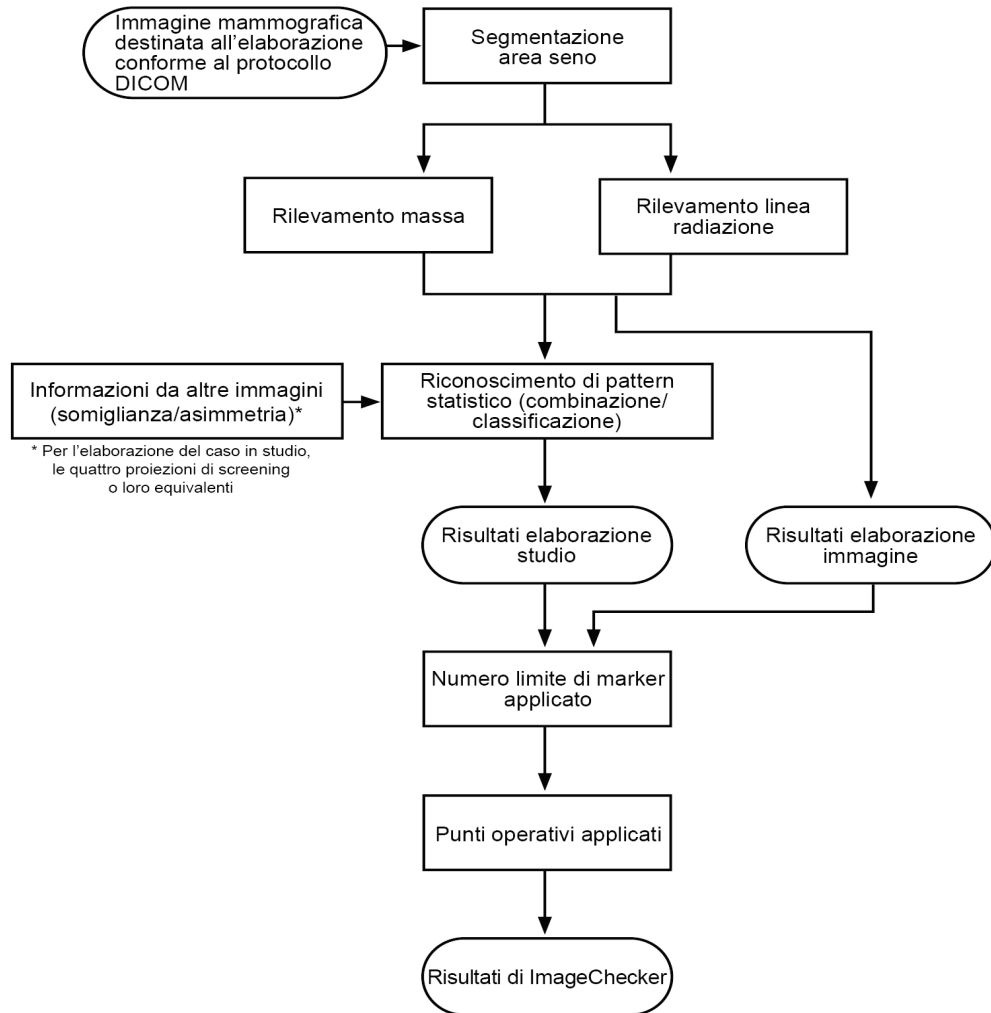 Immagine mammografica
destinata all'elaborazione
conforme al protocollo
DICOM
Segmentazione
area seno
Rilevamento massa
Rilevamento linea
radiazione
Informazioni da altre immagini
(somiglianza/asimmetria)*
* Per l'elaborazione del caso in studio,
le quattro proiezioni di screening
o loro equivalenti
Riconoscimento di pattern
statistico (combinazione/
classificazione)
Risultati elaborazione
studio
Risultati elaborazione
immagine
Numero limite di marker
applicato
Punti operativi applicati
Risultati di ImageChecker